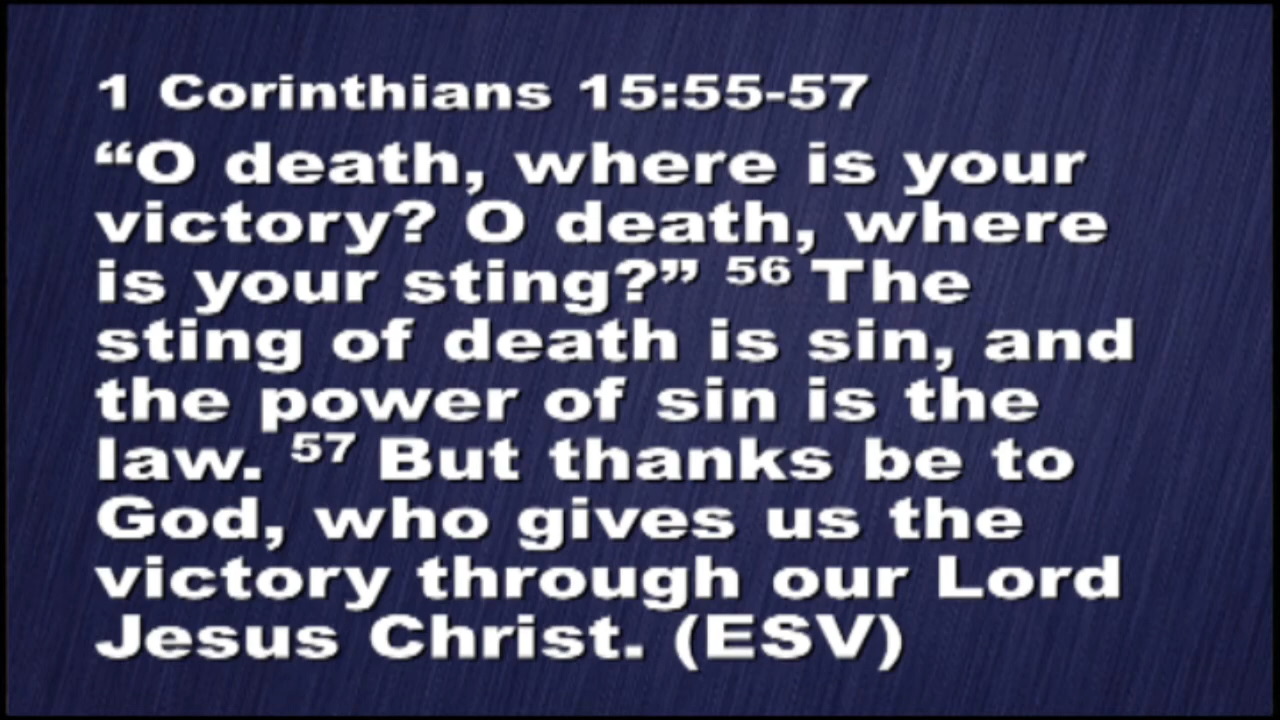 1 Corinthians 15:55-57
“O death, where is your
victory? O death, where
is your sting?” 56 The
sting of death is sin, and
the power of sin is the
law. 57 But thanks be to
God, who gives us the
victory through our Lord
Jesus Christ. (ESV)